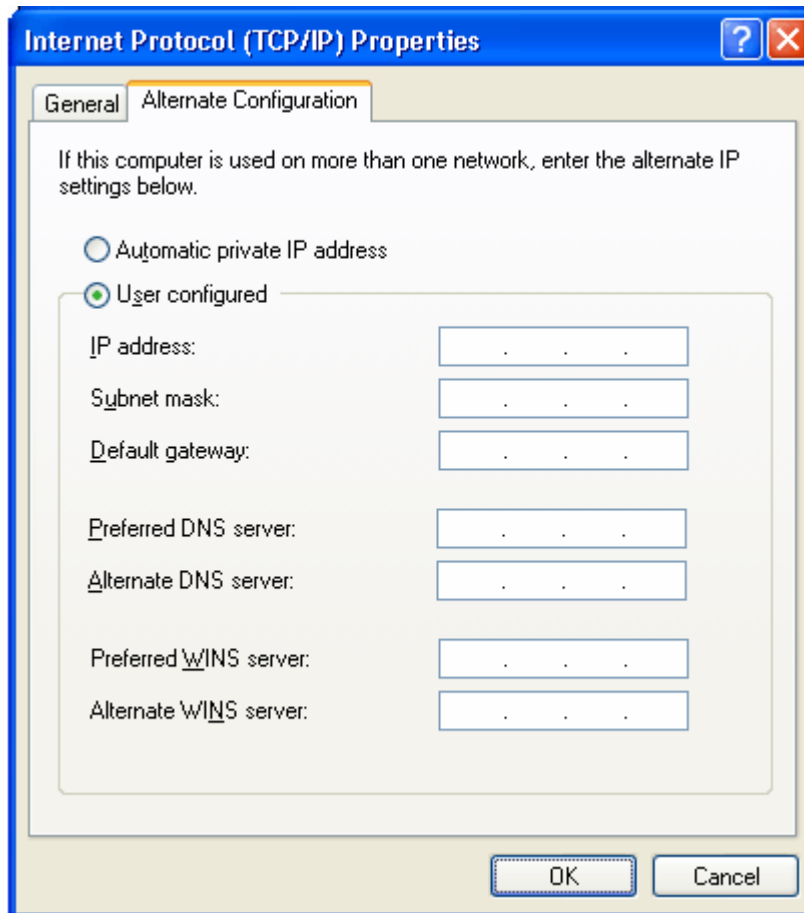 Internet Protocol (TCP/IP) Properties
General
Alternate Configuration
If this computer is used on more than one network, enter the alternate IP
settings below.
Automatic private IP address
User configured
IP address:
. . .
Subnet mask:
. . .
Default gateway:
. . .
Preferred DNS server:
. . .
Alternate DNS server:
. . .
Preferred WINS server:
. . .
Alternate WINS server:
. . .
OK
Cancel